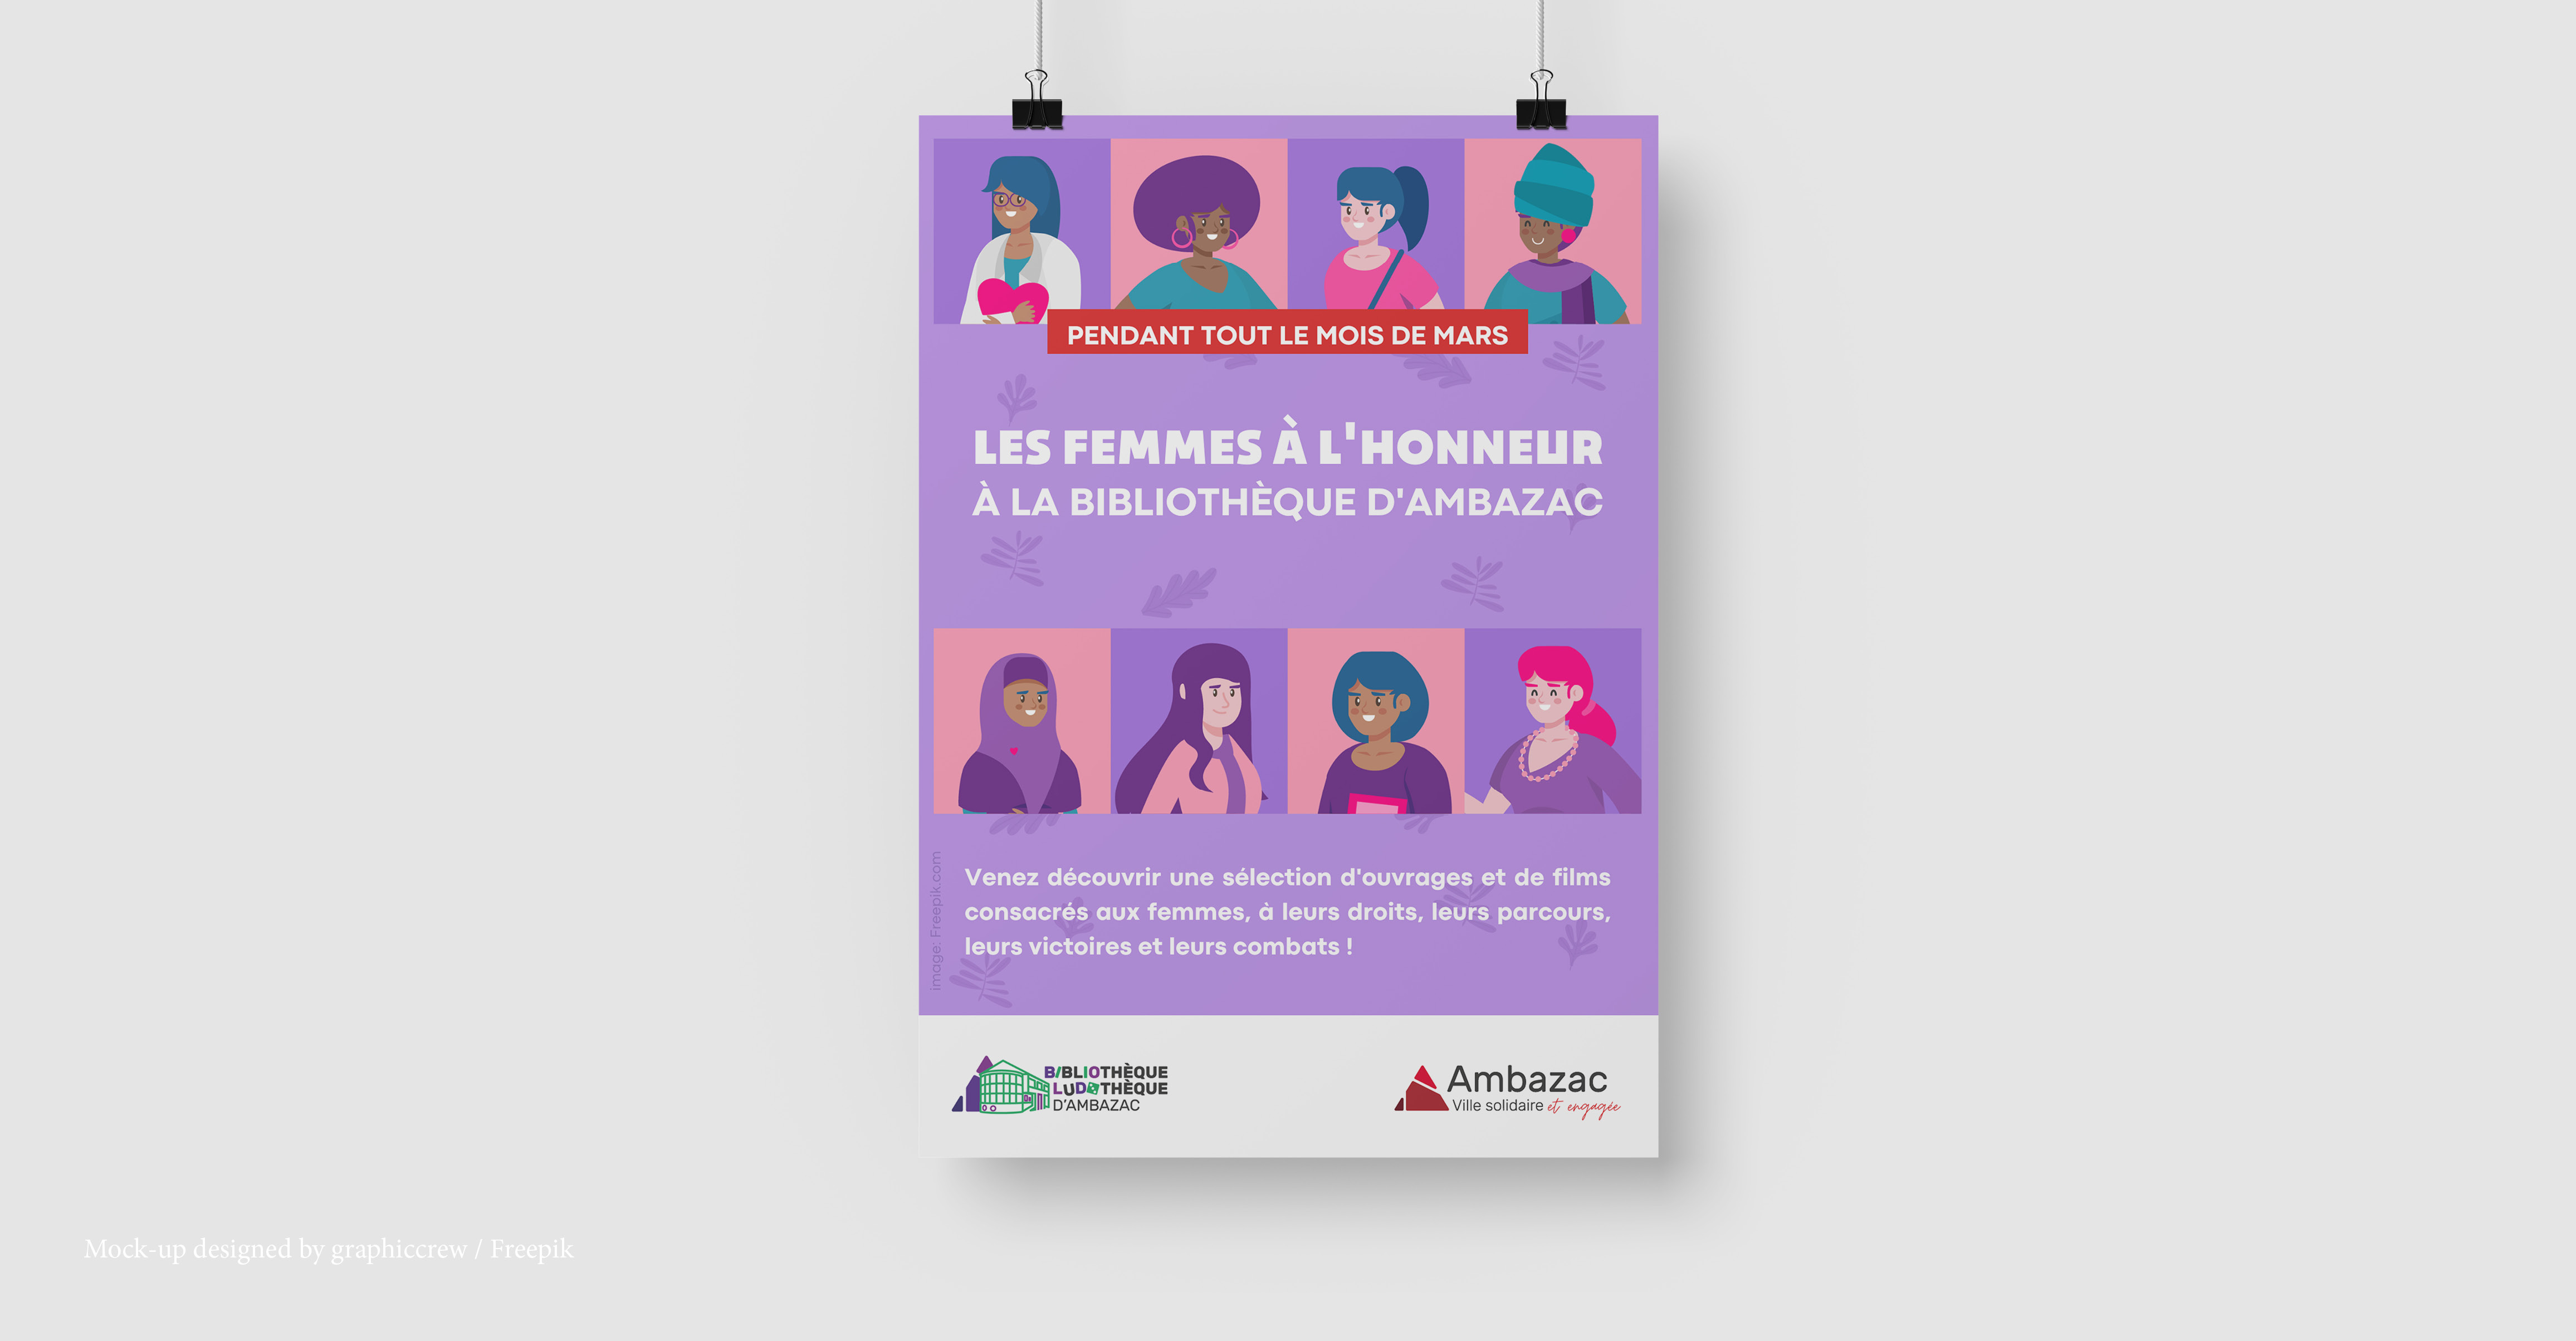 PENDANT TOUT LE MOIS DE MARS
LES FEMMES À L'HONNEUR
À LA BIBLIOTHÈQUE D'AMBAZAC
image: Freepik.com
Venez découvrir une sélection d'ouvrages et de films
consacrés aux femmes, à leurs droits, leurs parcours,
leurs victoires et leurs combats !
BIBLIOTHÈQUE
LUDOTHÈQUE
D'AMBAZAC
Ambazac
Ville solidaire et engagée
Mock-up designed by graphiccrew / Freepik